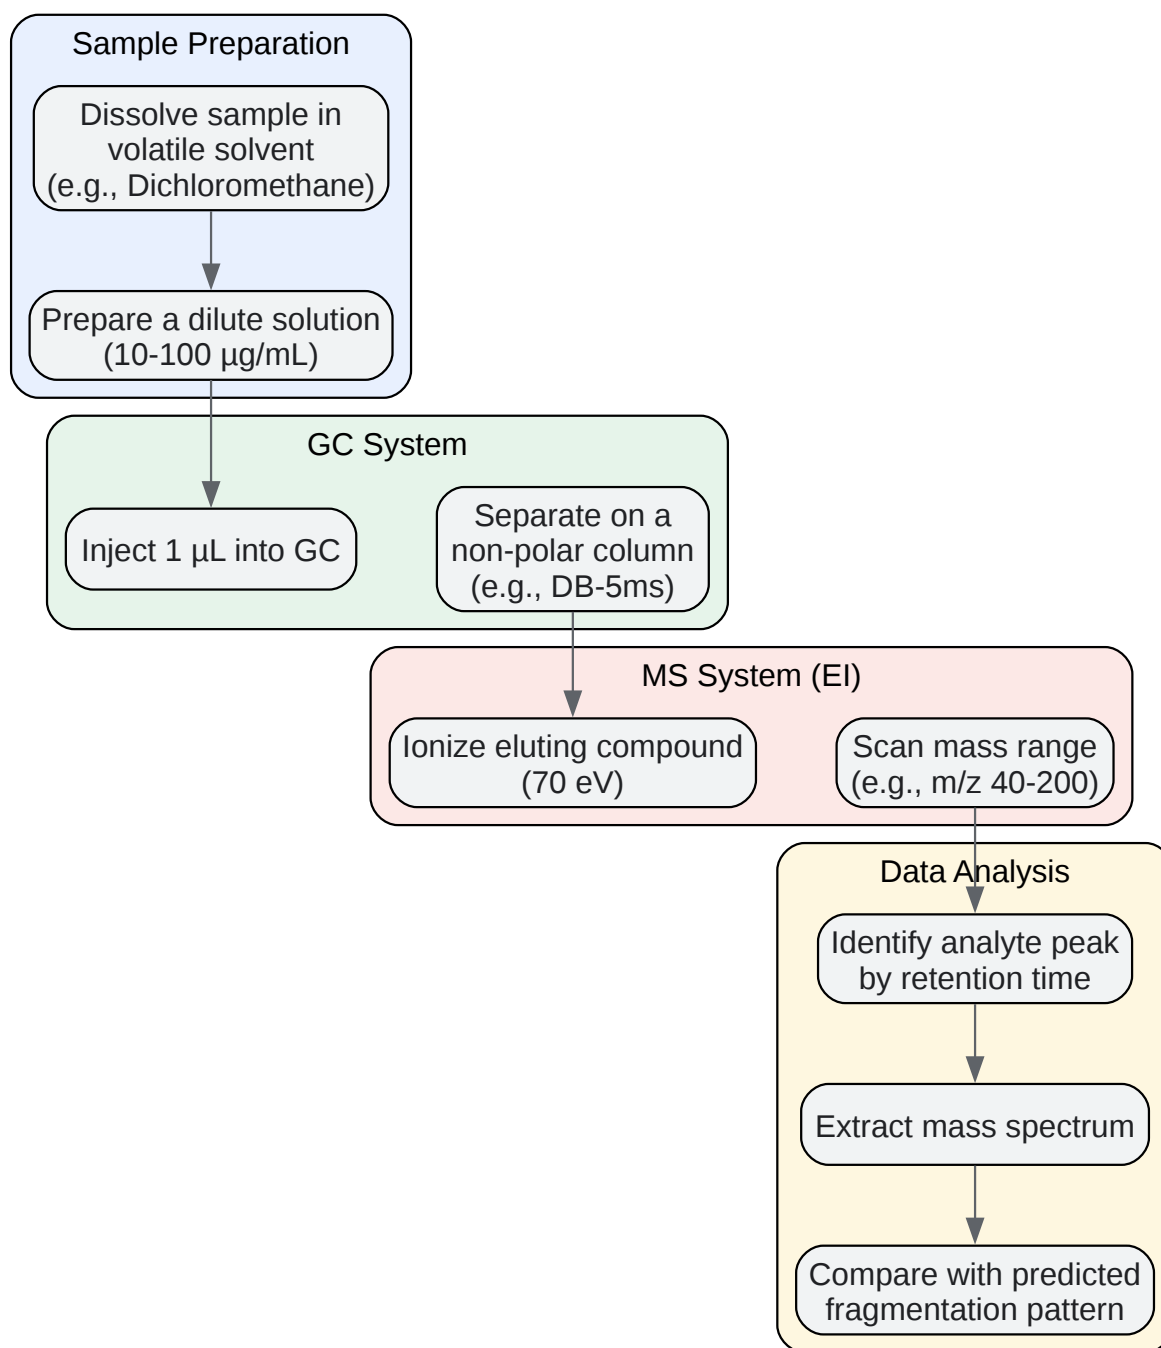 Sample Preparation
Dissolve sample in
volatile solvent
(e.g., Dichloromethane)
Prepare a dilute solution
(10-100 µg/mL)
GC System
Inject 1 µL into GC
Separate on a
non-polar column
(e.g., DB-5ms)
MS System (EI)
Ionize eluting compound
(70 eV)
Scan mass range
(e.g., m/z 40-200)
Data Analysis
Identify analyte peak
by retention time
Extract mass spectrum
Compare with predicted
fragmentation pattern